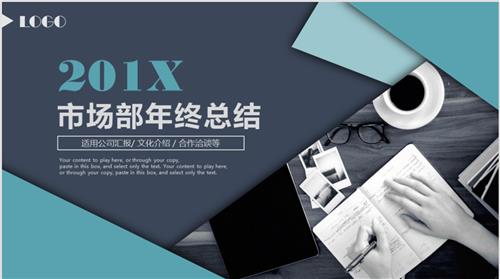 LOGO
201X
市场部年终总结
适用公司汇报/ 文化介绍 / 合作洽谈等
Your content to play here, or through your copy,
paste in this box, and select only the text. Your content to play here,
or through your copy, paste in this box, and select only the text.